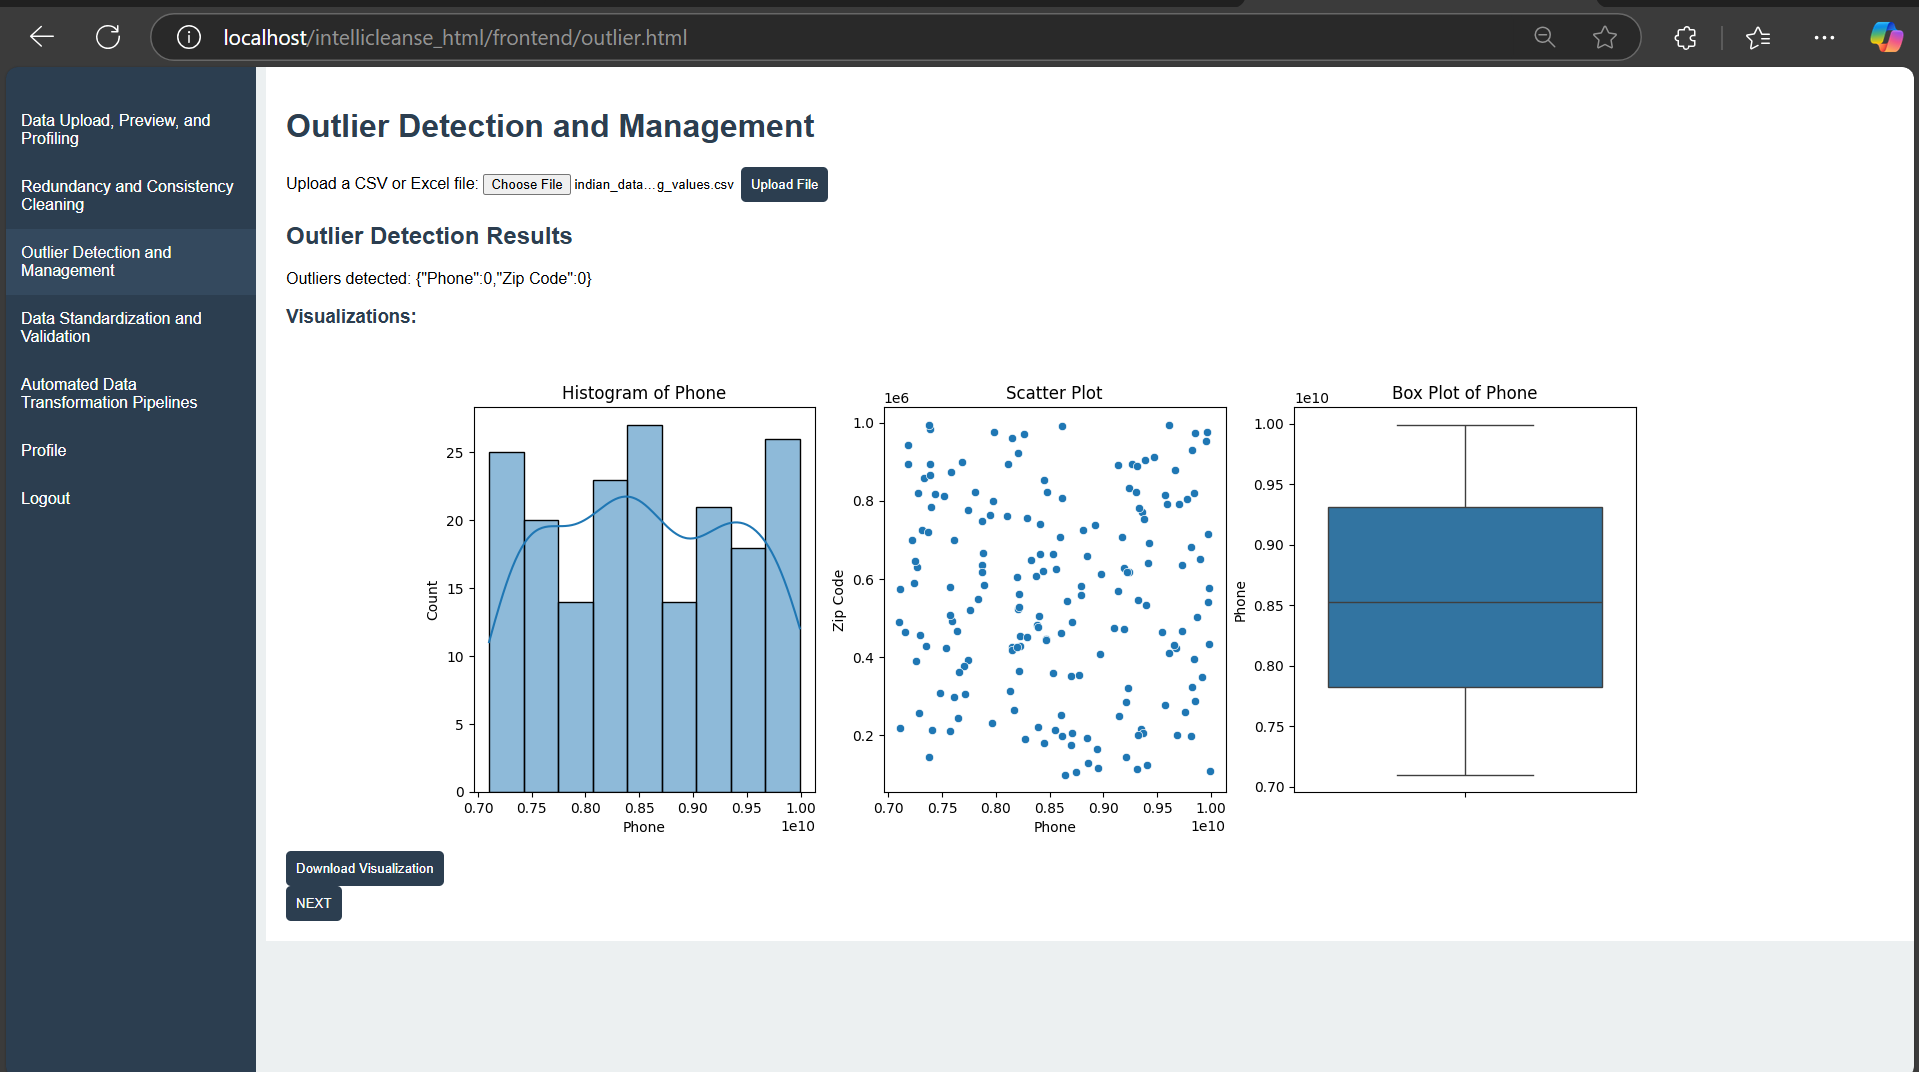 localhost/intellicleanse_html/frontend/outlier.html
Data Upload, Preview, and
Profiling
Redundancy and Consistency
Cleaning
Outlier Detection and
Management
Data Standardization and
Validation
Automated Data
Transformation Pipelines
Profile
Logout
Outlier Detection and Management
Upload a CSV or Excel file: Choose File indian_data...g_values.csv Upload File
Outlier Detection Results
Outliers detected: {"Phone":0,"Zip Code":0}
Visualizations:
Histogram of Phone
25
20
15
10
5
0
Count
0.70 0.75 0.80 0.85 0.90 0.95 1.00
Phone
1e10
Scatter Plot
1e6
1.0
0.8
0.6
0.4
0.2
Zip Code
0.70 0.75 0.80 0.85 0.90 0.95 1.00
Phone
1e10
Box Plot of Phone
1e10
1.00
0.95
0.90
0.85
0.80
0.75
0.70
Phone
Download Visualization
NEXT